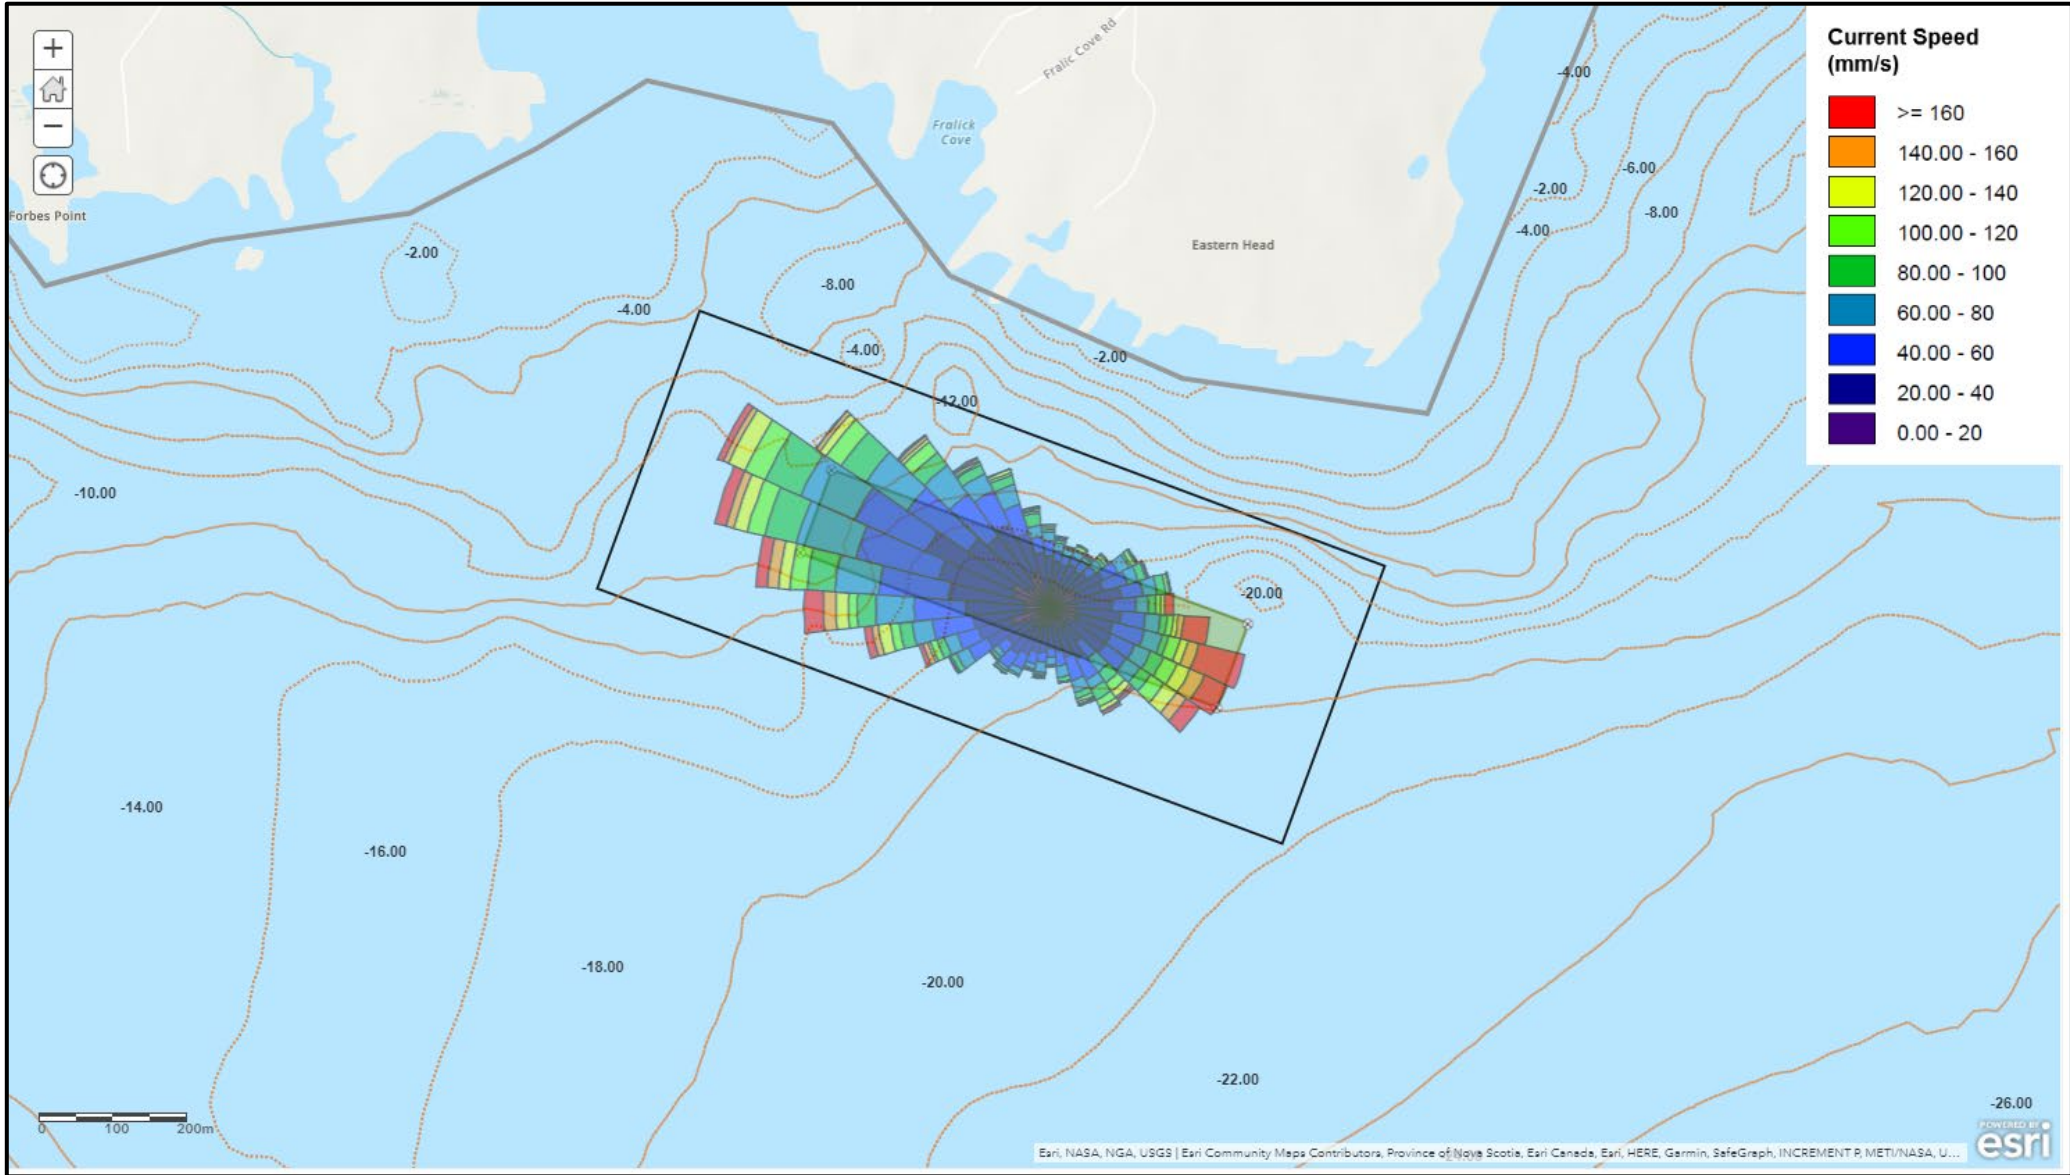 Current Speed
(mm/s)
>= 160
140.00 - 160
120.00 - 140
100.00 - 120
80.00 - 100
60.00 - 80
40.00 - 60
20.00 - 40
0.00 - 20
+
−
Fralic Cove Rd
Fralick
Cove
Forbes Point
Eastern Head
-4.00
-6.00
-2.00
-8.00
-4.00
-2.00
-8.00
-4.00
-4.00
-2.00
-12.00
-10.00
-20.00
-14.00
-16.00
-18.00
-20.00
-22.00
-26.00
0 100 200m
Esri, NASA, NGA, USGS | Esri Community Maps Contributors, Province of Nova Scotia, Esri Canada, Esri, HERE, Garmin, SafeGraph, INCREMENT P, METI/NASA, U...
POWERED BY
esri